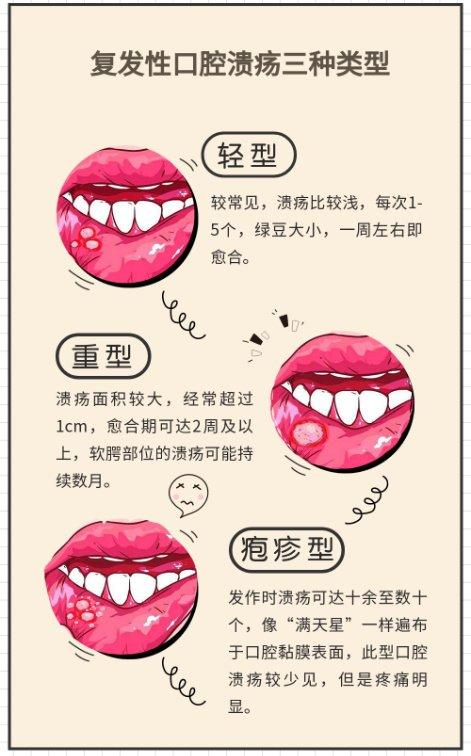 复发性口腔溃疡三种类型
轻型
较常见，溃疡比较浅，每次1-
5个，绿豆大小，一周左右即
愈合。
重型
溃疡面积较大，经常超过
1cm，愈合期可达2周及以
上，软腭部位的溃疡可能持
续数月。
疱疹型
发作时溃疡可达十余至数十
个，像“满天星”一样遍布
于口腔黏膜表面，此型口腔
溃疡较少见，但是疼痛明
显。